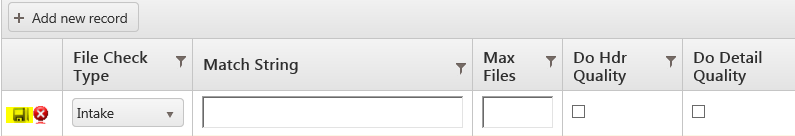 + Add new record
File Check Type
Match String
Max Files
Do Hdr Quality
Do Detail Quality
Intake